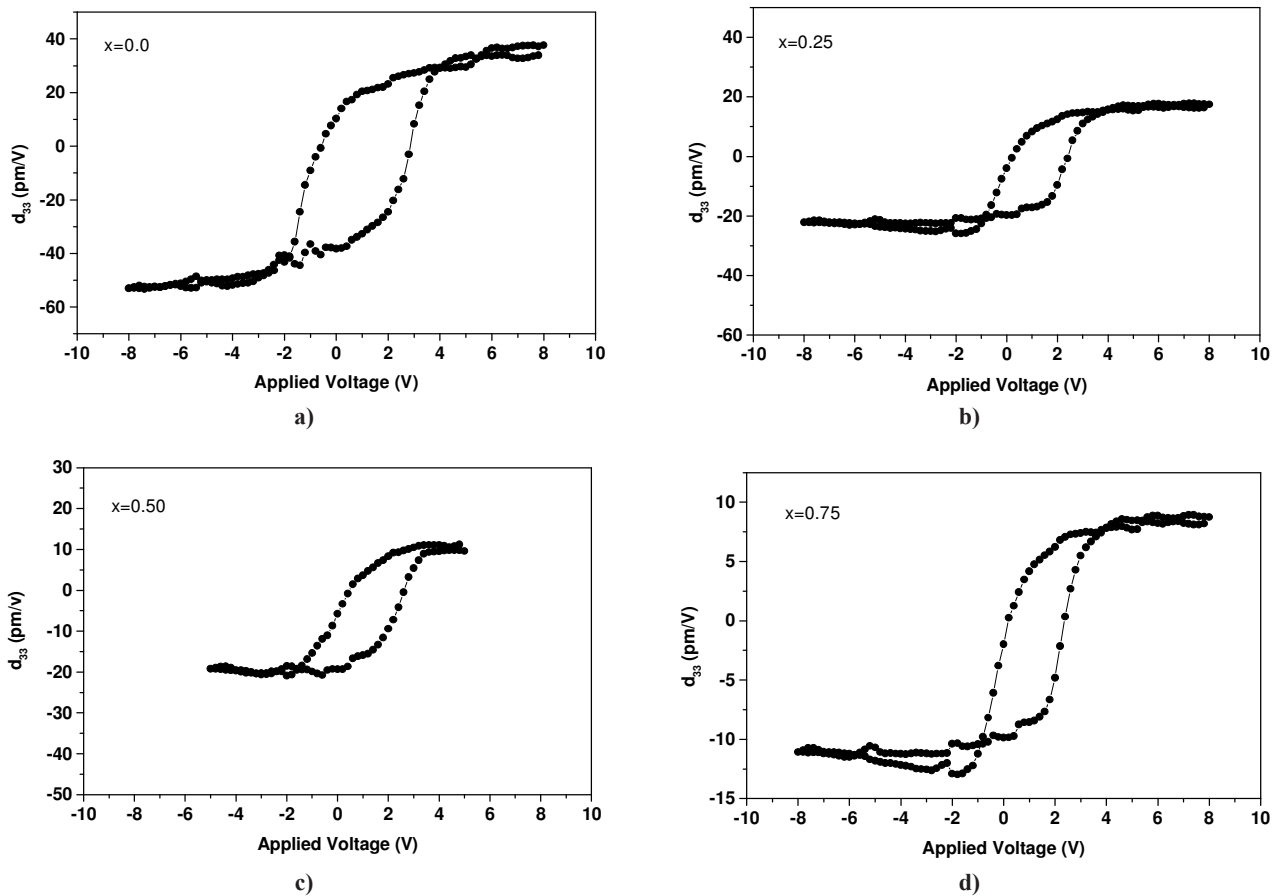 x=0.0
40
20
0
-20
-40
-60
d33 (pm/V)
-10 -8 -6 -4 -2 0 2 4 6 8 10
Applied Voltage (V)
a)
x=0.25
40
20
0
-20
-40
-60
d33 (pm/V)
-10 -8 -6 -4 -2 0 2 4 6 8 10
Applied Voltage (V)
b)
x=0.50
30
20
10
0
-10
-20
-30
-40
-50
d33 (pm/v)
-10 -8 -6 -4 -2 0 2 4 6 8 10
Applied Voltage (V)
c)
x=0.75
10
5
0
-5
-10
-15
d33 (pm/V)
-10 -8 -6 -4 -2 0 2 4 6 8 10
Applied Voltage (V)
d)